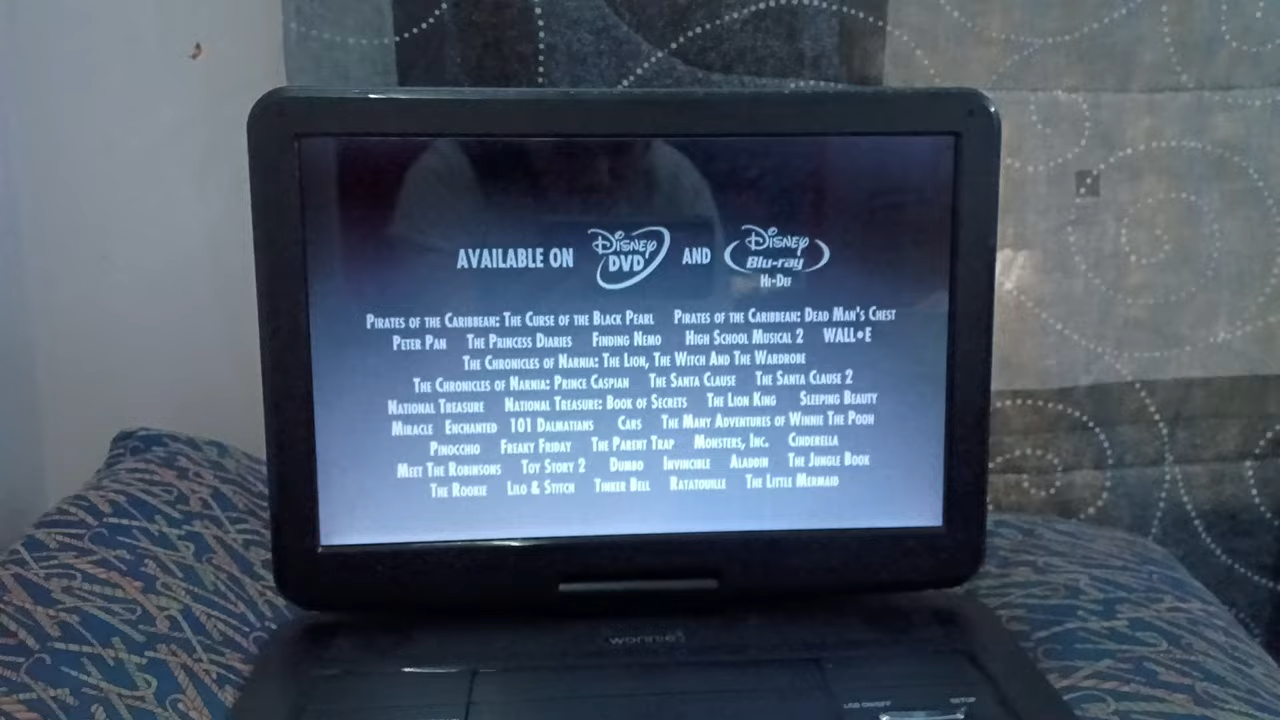 AVAILABLE ON DISNEY DVD AND DISNEY Blu-ray HI-DEF
PIRATES OF THE CARIBBEAN: THE CURSE OF THE BLACK PEARL PIRATES OF THE CARIBBEAN: DEAD MAN'S CHEST
PETER PAN THE PRINCESS DIARIES FINDING NEMO HIGH SCHOOL MUSICAL 2 WALL•E
THE CHRONICLES OF NARNIA: THE LION, THE WITCH AND THE WARDROBE
THE CHRONICLES OF NARNIA: PRINCE CASPIAN THE SANTA CLAUSE THE SANTA CLAUSE 2
NATIONAL TREASURE NATIONAL TREASURE: BOOK OF SECRETS THE LION KING SLEEPING BEAUTY
MIRACLE ENCHANTED 101 DALMATIANS CARS THE MANY ADVENTURES OF WINNIE THE POOH
PINOCCHIO FREAKY FRIDAY THE PARENT TRAP MONSTERS, INC. CINDERELLA
MEET THE ROBINSONS TOY STORY 2 DUMBO INVINCIBLE ALADDIN THE JUNGLE BOOK
THE ROOKIE LILO & STITCH TINKER BELL RATATOUILLE THE LITTLE MERMAID
wonnie
LCD ON/OFF SETUP